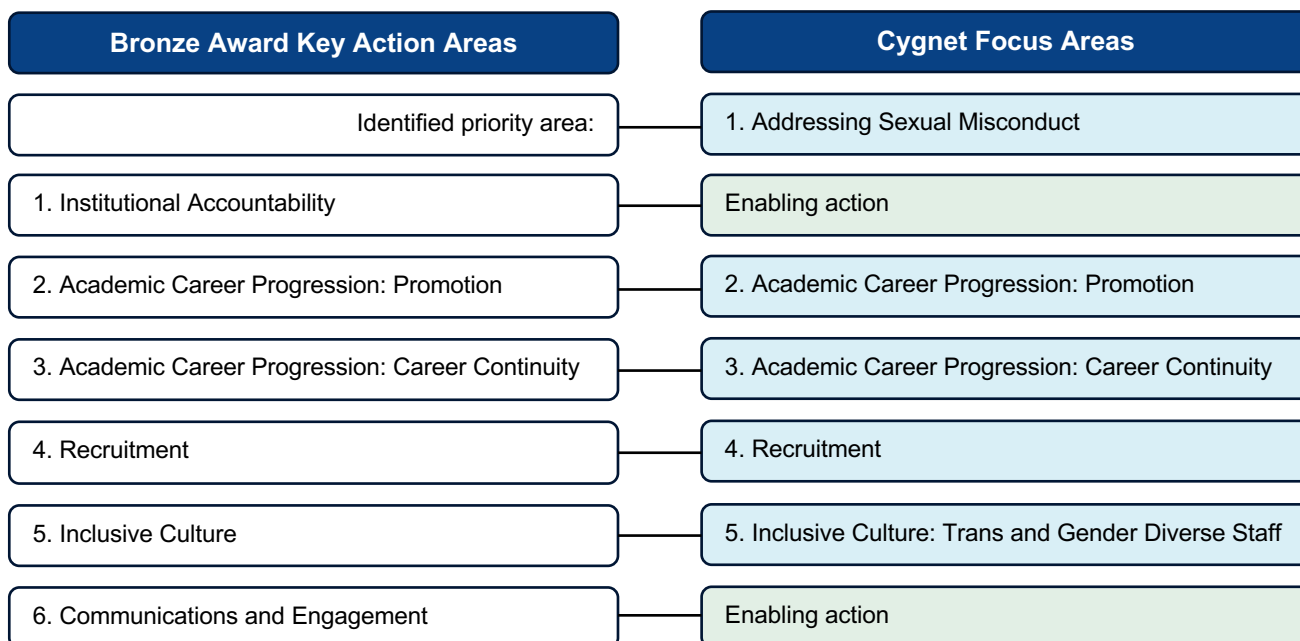 Bronze Award Key Action Areas
Cygnet Focus Areas
Identified priority area:
1. Addressing Sexual Misconduct
1. Institutional Accountability
Enabling action
2. Academic Career Progression: Promotion
2. Academic Career Progression: Promotion
3. Academic Career Progression: Career Continuity
3. Academic Career Progression: Career Continuity
4. Recruitment
4. Recruitment
5. Inclusive Culture
5. Inclusive Culture: Trans and Gender Diverse Staff
6. Communications and Engagement
Enabling action